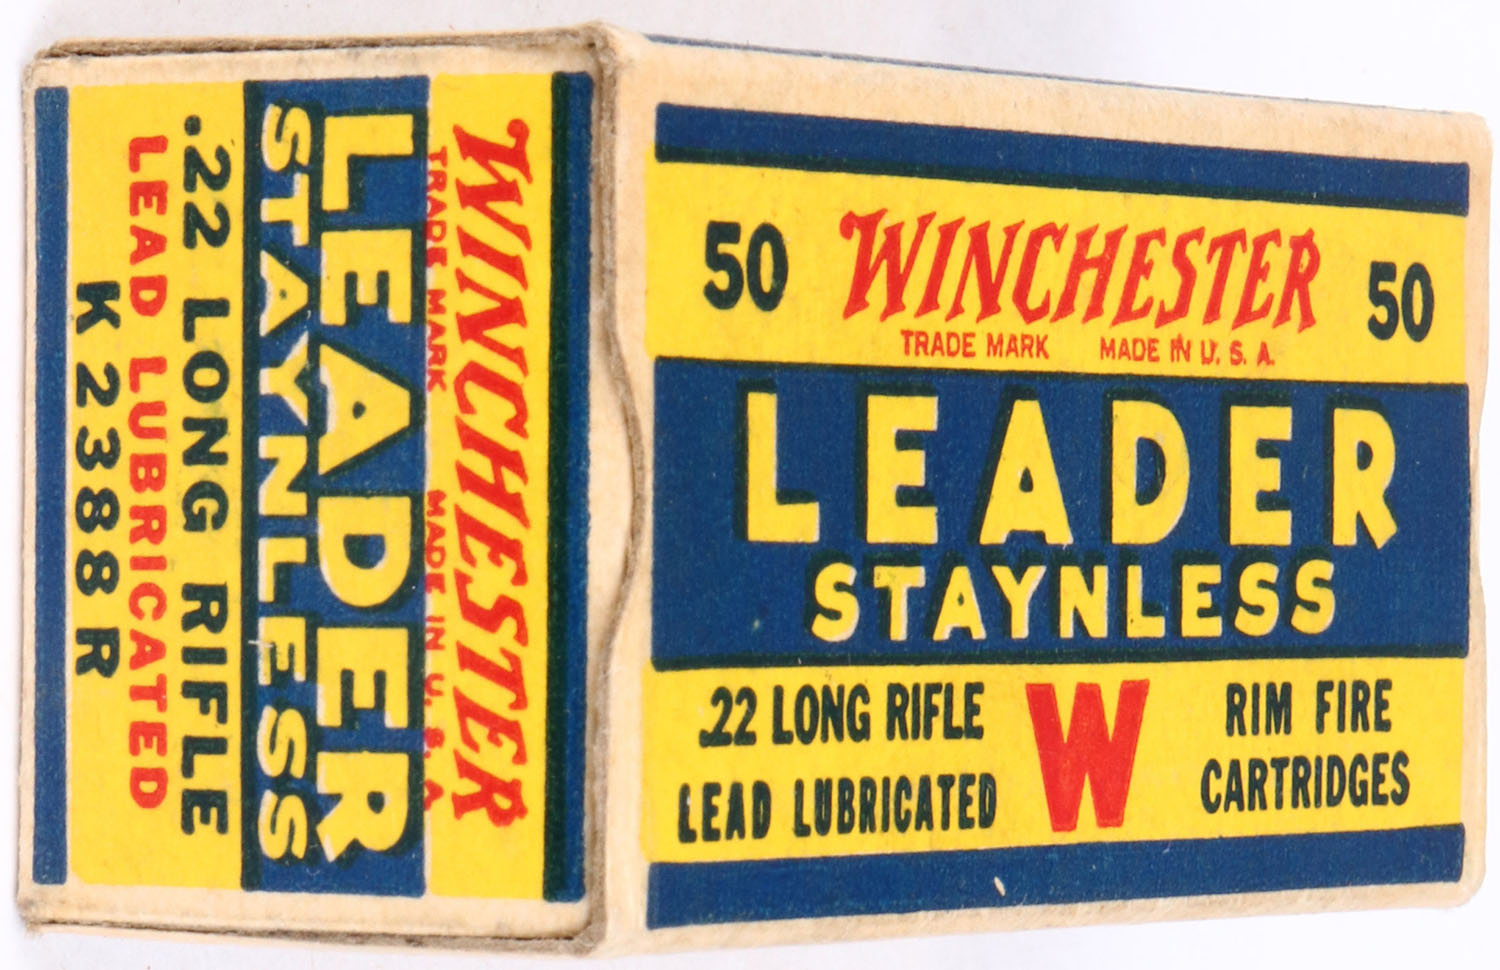 WINCHESTER
TRADE MARK MADE IN U. S. A.
LEADER
STAYNLESS
.22 LONG RIFLE
LEAD LUBRICATED
K2388R
50 WINCHESTER 50
TRADE MARK MADE IN U. S. A.
LEADER
STAYNLESS
.22 LONG RIFLE W RIM FIRE
LEAD LUBRICATED CARTRIDGES